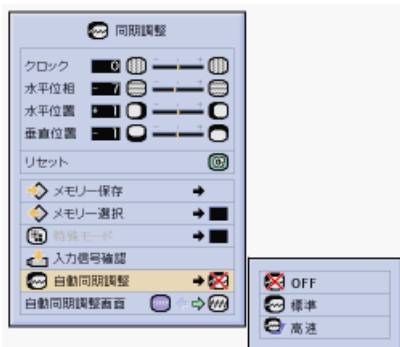 同期調整
クロック 0
水平位相 - 7
水平位置 + 1
垂直位置 - 1
リセット
メモリー保存
メモリー選択
特殊モード
入力信号確認
自動同期調整
自動同期調整画面
OFF
標準
高速